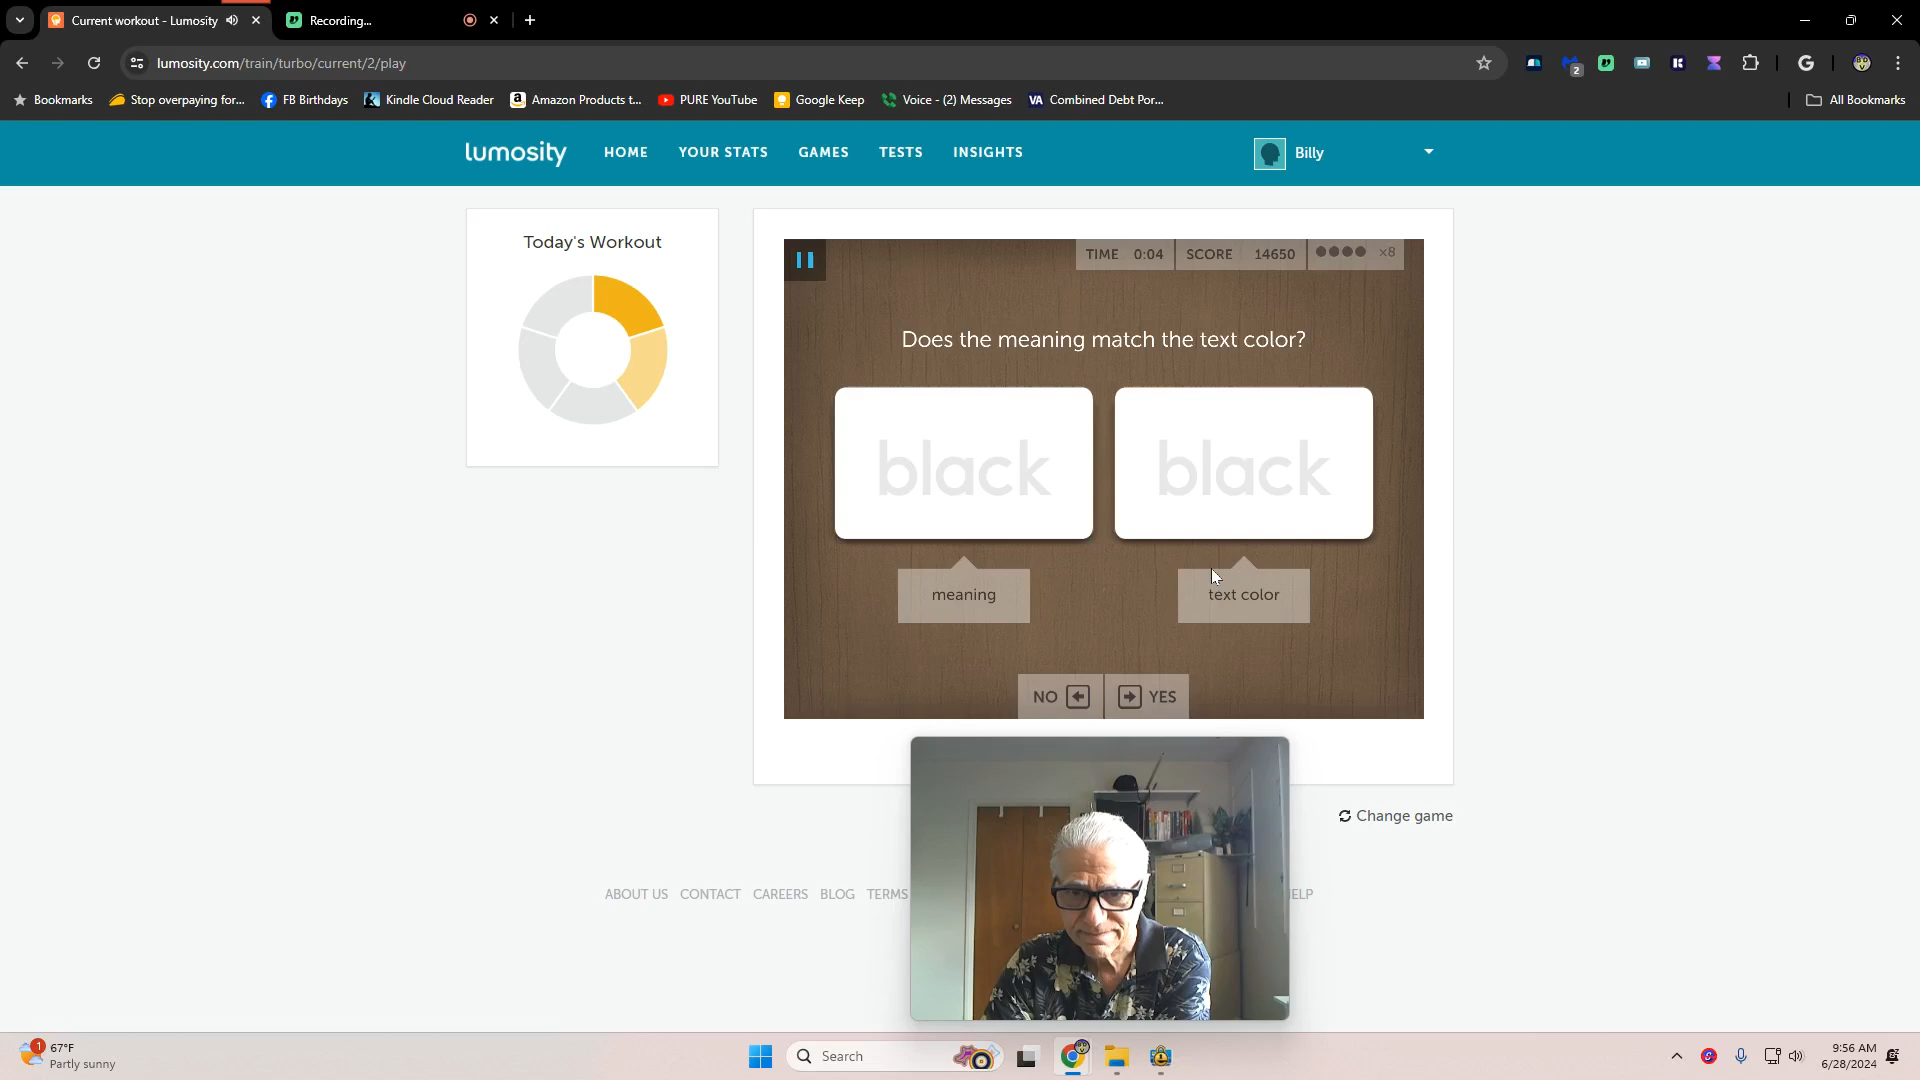 Current workout - Lumosity
Recording...
lumosity.com/train/turbo/current/2/play
2
Bookmarks
Stop overpaying for...
FB Birthdays
Kindle Cloud Reader
Amazon Products t...
PURE YouTube
Google Keep
Voice - (2) Messages
VA Combined Debt Por...
All Bookmarks
lumosity
HOME
YOUR STATS
GAMES
TESTS
INSIGHTS
Billy
Today's Workout
TIME 0:04
SCORE 14650
x8
Does the meaning match the text color?
black
black
meaning
text color
NO
YES
Change game
ABOUT US
CONTACT
CAREERS
BLOG
TERMS
ELP
1
67°F
Partly sunny
Search
9:56 AM
6/28/2024